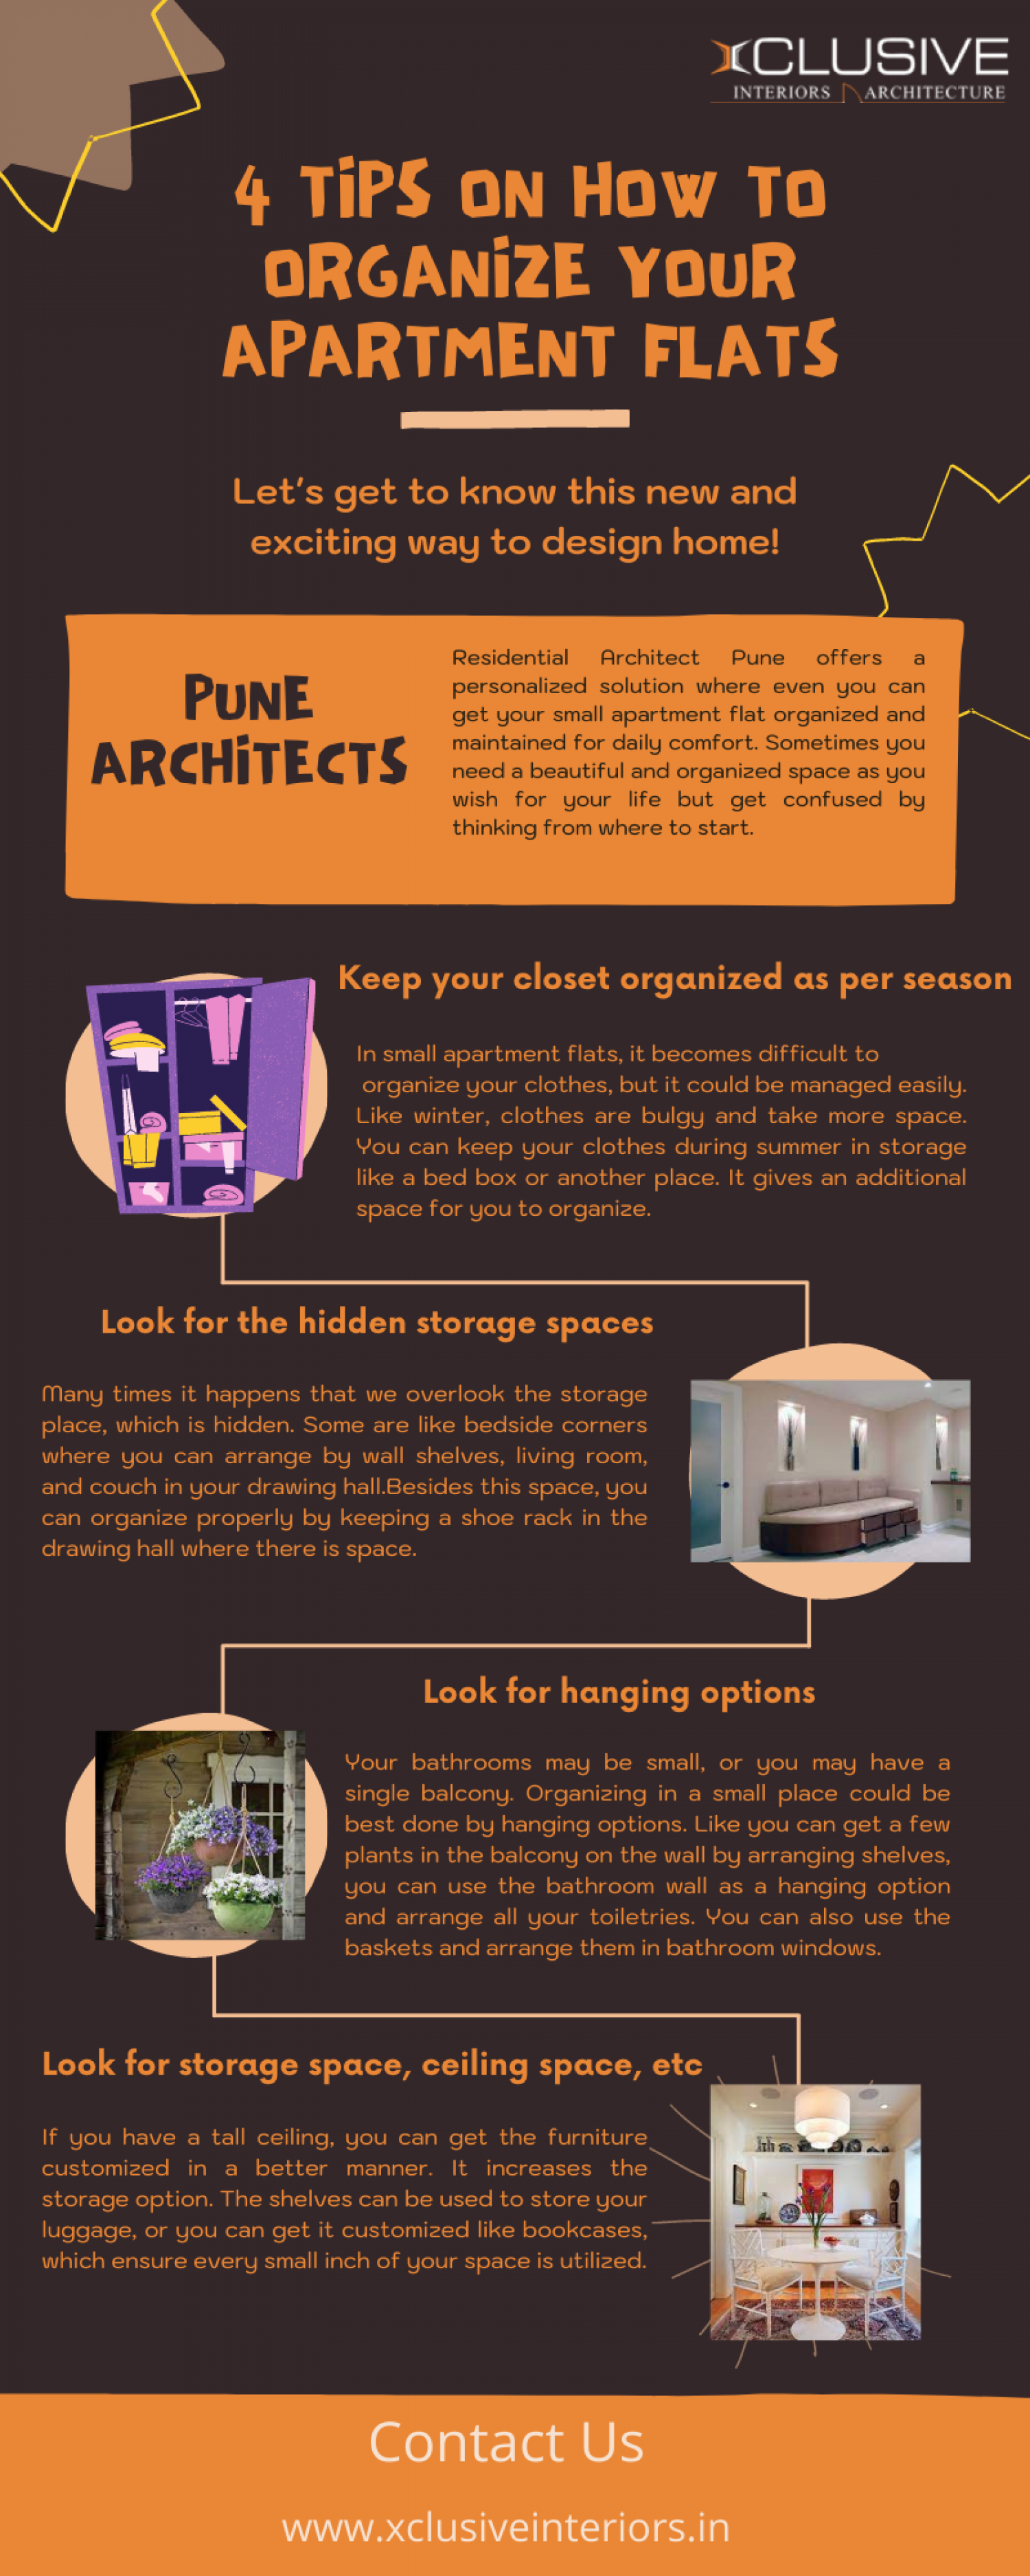 XCLUSIVE
INTERIORS ARCHITECTURE
4 TiPS ON HOW TO
ORGANiZE YOUR
APARTMENT FLATS
Let's get to know this new and
exciting way to design home!
PUNE
ARCHiTECTS
Residential Architect Pune offers a
personalized solution where even you can
get your small apartment flat organized and
maintained for daily comfort. Sometimes you
need a beautiful and organized space as you
wish for your life but get confused by
thinking from where to start.
Keep your closet organized as per season
In small apartment flats, it becomes difficult to
organize your clothes, but it could be managed easily.
Like winter, clothes are bulgy and take more space.
You can keep your clothes during summer in storage
like a bed box or another place. It gives an additional
space for you to organize.
Look for the hidden storage spaces
Many times it happens that we overlook the storage
place, which is hidden. Some are like bedside corners
where you can arrange by wall shelves, living room,
and couch in your drawing hall.Besides this space, you
can organize properly by keeping a shoe rack in the
drawing hall where there is space.
Look for hanging options
Your bathrooms may be small, or you may have a
single balcony. Organizing in a small place could be
best done by hanging options. Like you can get a few
plants in the balcony on the wall by arranging shelves,
you can use the bathroom wall as a hanging option
and arrange all your toiletries. You can also use the
baskets and arrange them in bathroom windows.
Look for storage space, ceiling space, etc
If you have a tall ceiling, you can get the furniture
customized in a better manner. It increases the
storage option. The shelves can be used to store your
luggage, or you can get it customized like bookcases,
which ensure every small inch of your space is utilized.
Contact Us
www.xclusiveinteriors.in